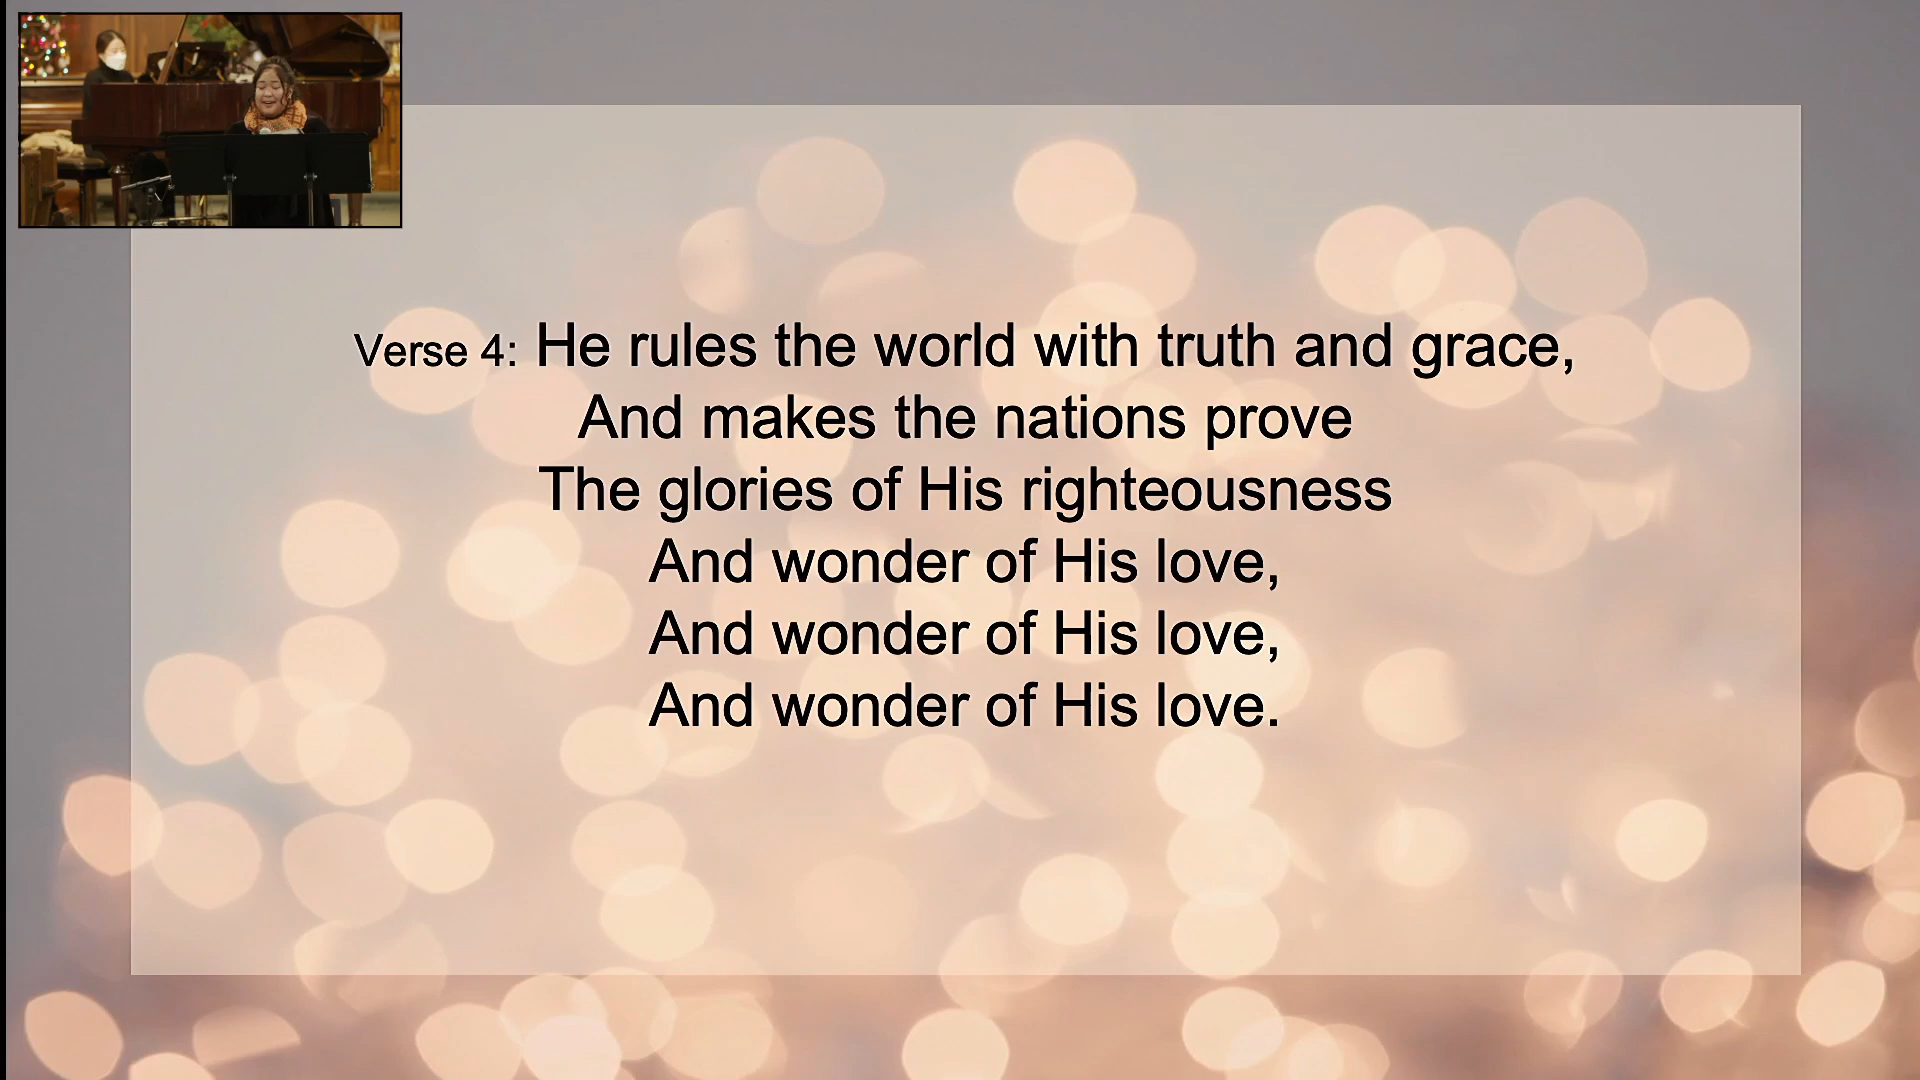 Verse 4: He rules the world with truth and grace,
And makes the nations prove
The glories of His righteousness
And wonder of His love,
And wonder of His love,
And wonder of His love.